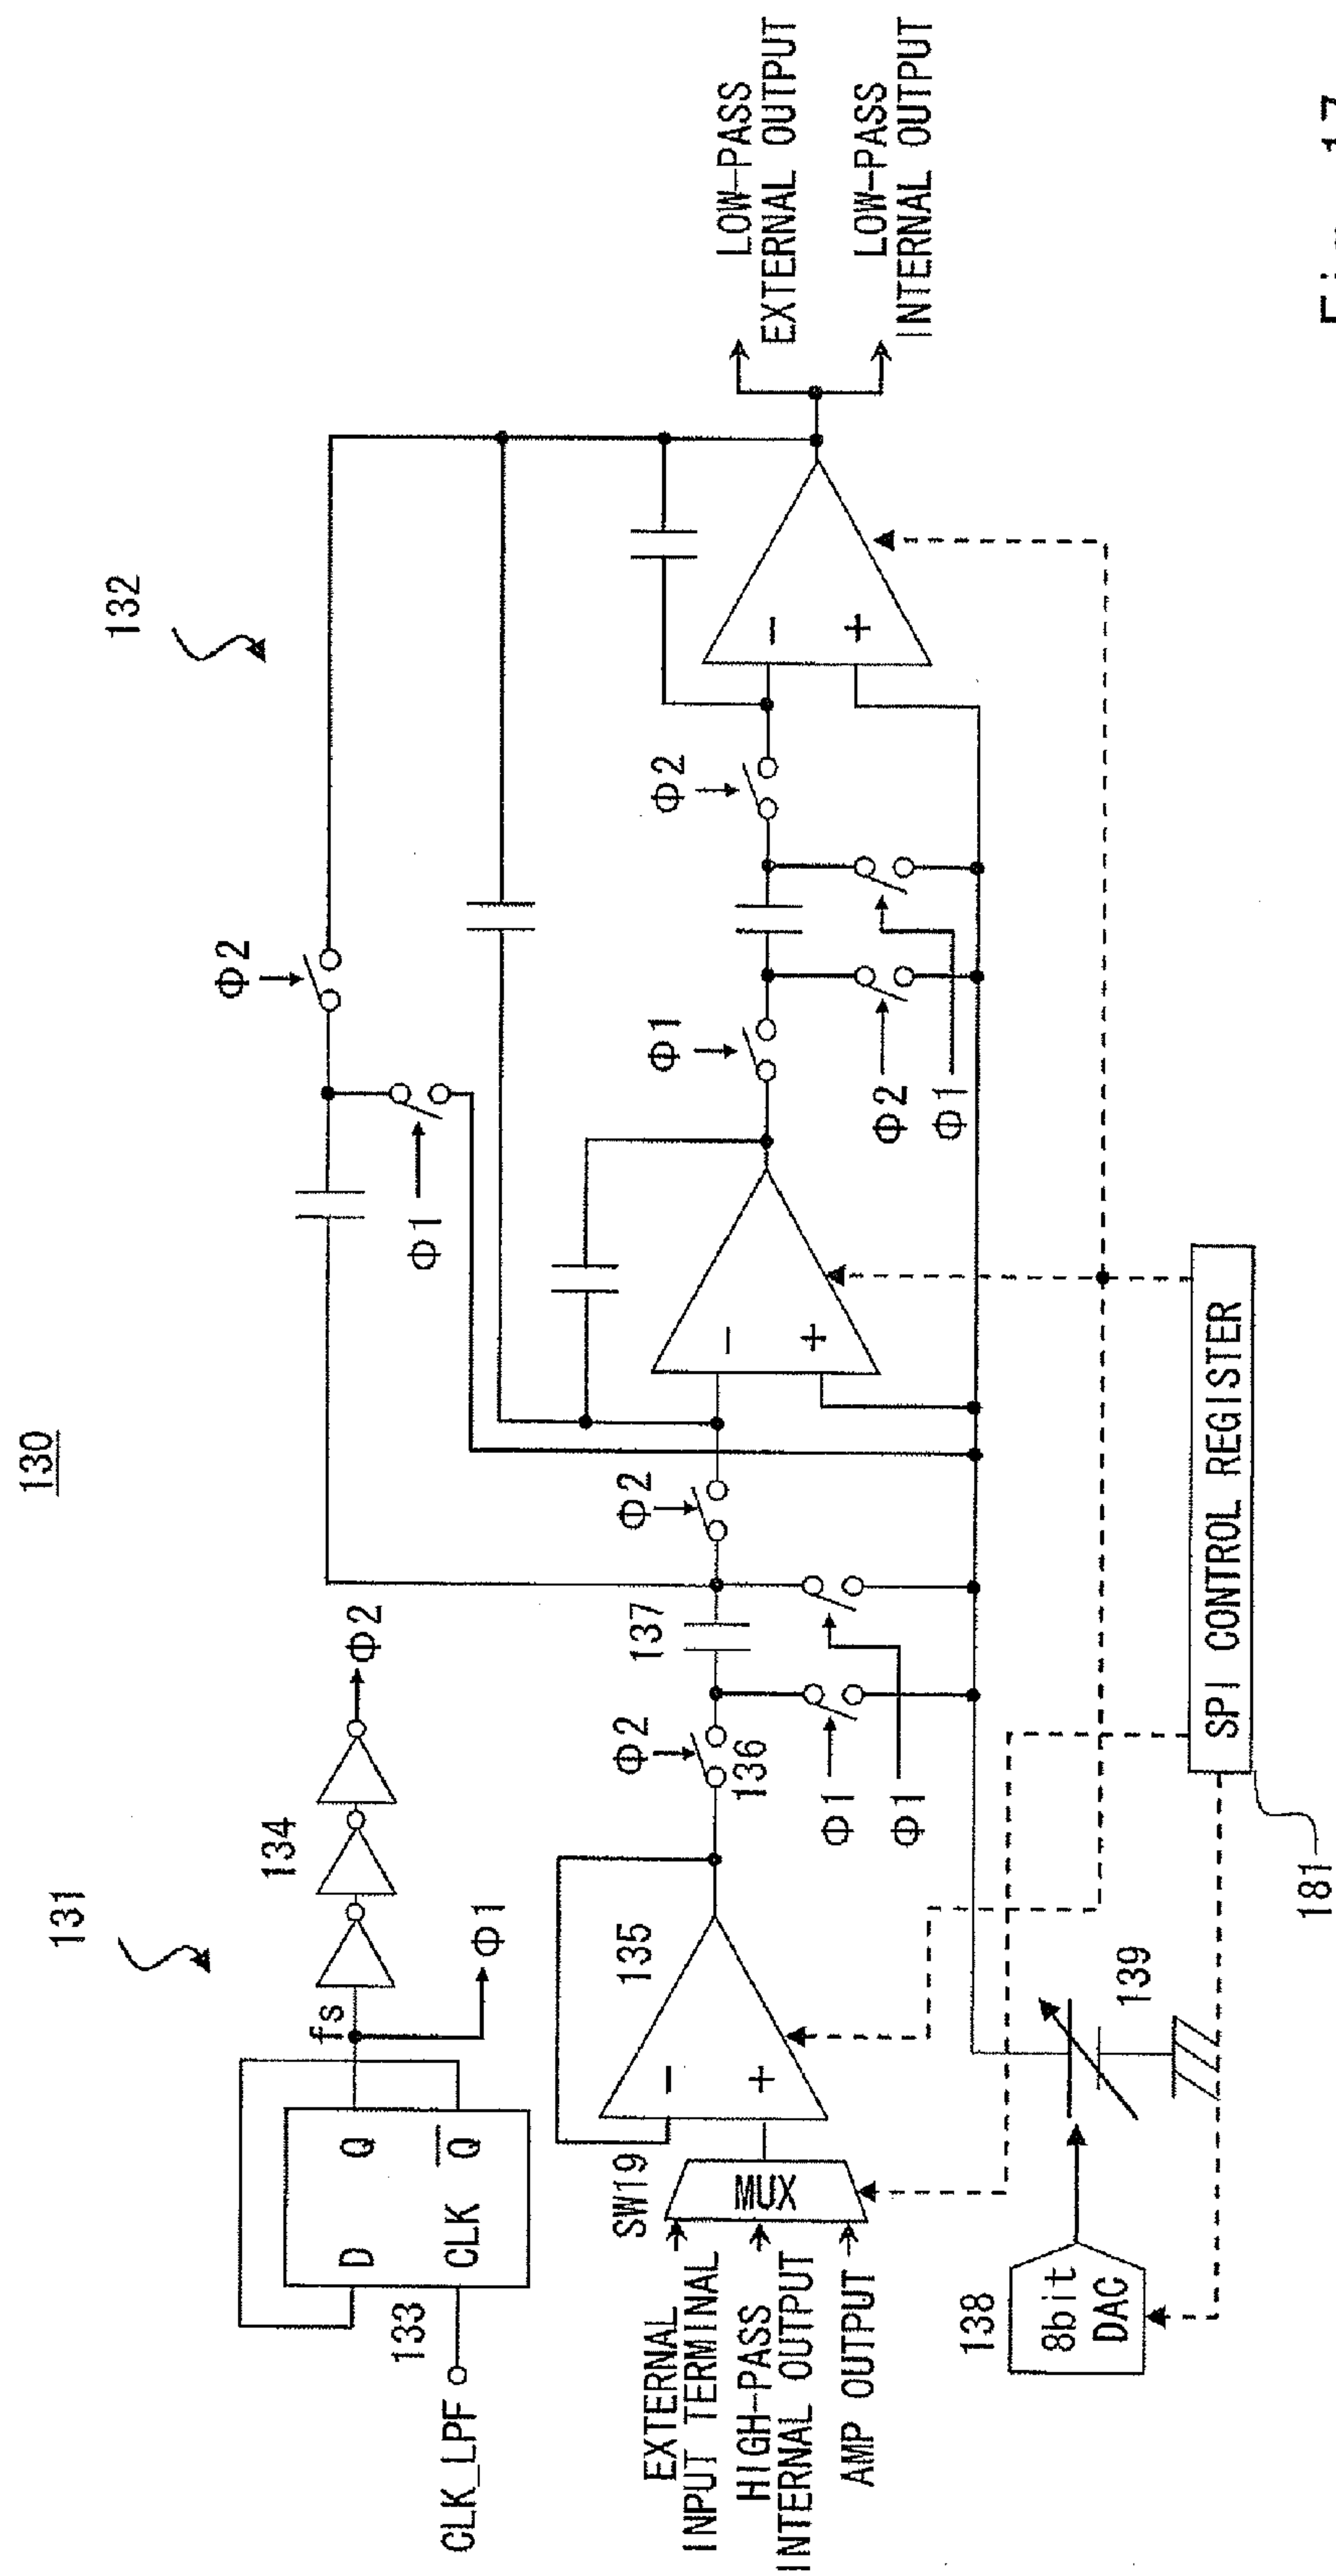 130
131
132
133
D
Q
CLK
Q
fs
134
Φ2
Φ1
CLK_LPF
EXTERNAL
INPUT TERMINAL
HIGH-PASS
INTERNAL OUTPUT
AMP OUTPUT
SW19
MUX
135
-
+
Φ2
136
137
Φ2
Φ1
Φ1
-
+
Φ1
Φ2
Φ1
Φ2
Φ1
Φ2
-
+
LOW-PASS
EXTERNAL OUTPUT
LOW-PASS
INTERNAL OUTPUT
138
8bit
DAC
139
181
SPI CONTROL REGISTER